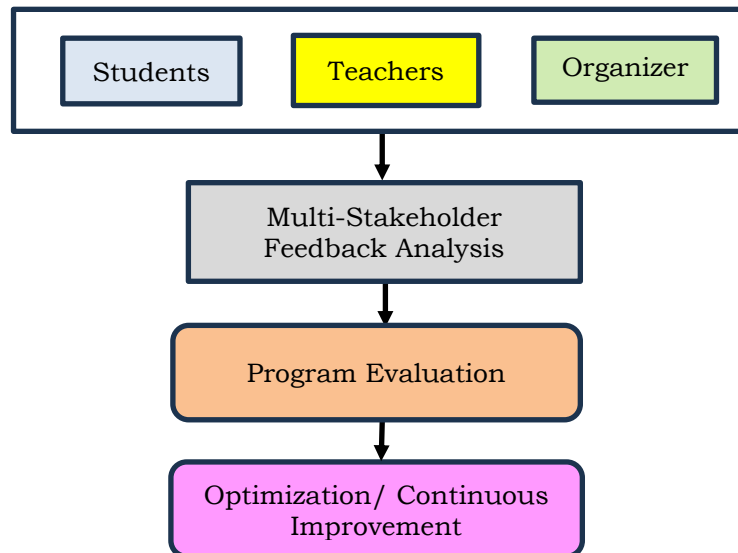 Students
Teachers
Organizer
Multi-Stakeholder
Feedback Analysis
Program Evaluation
Optimization/ Continuous
Improvement